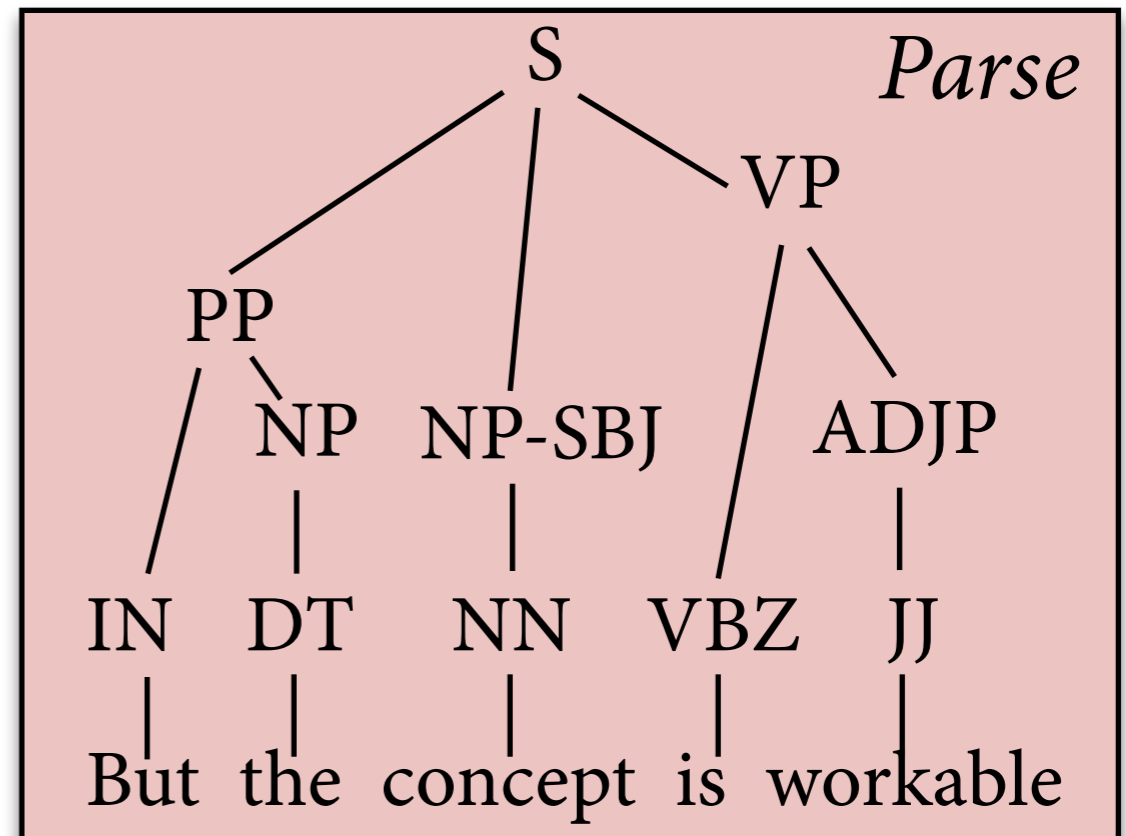 S
Parse
VP
PP
NP NP-SBJ ADJP
IN DT NN VBZ JJ
But the concept is workable